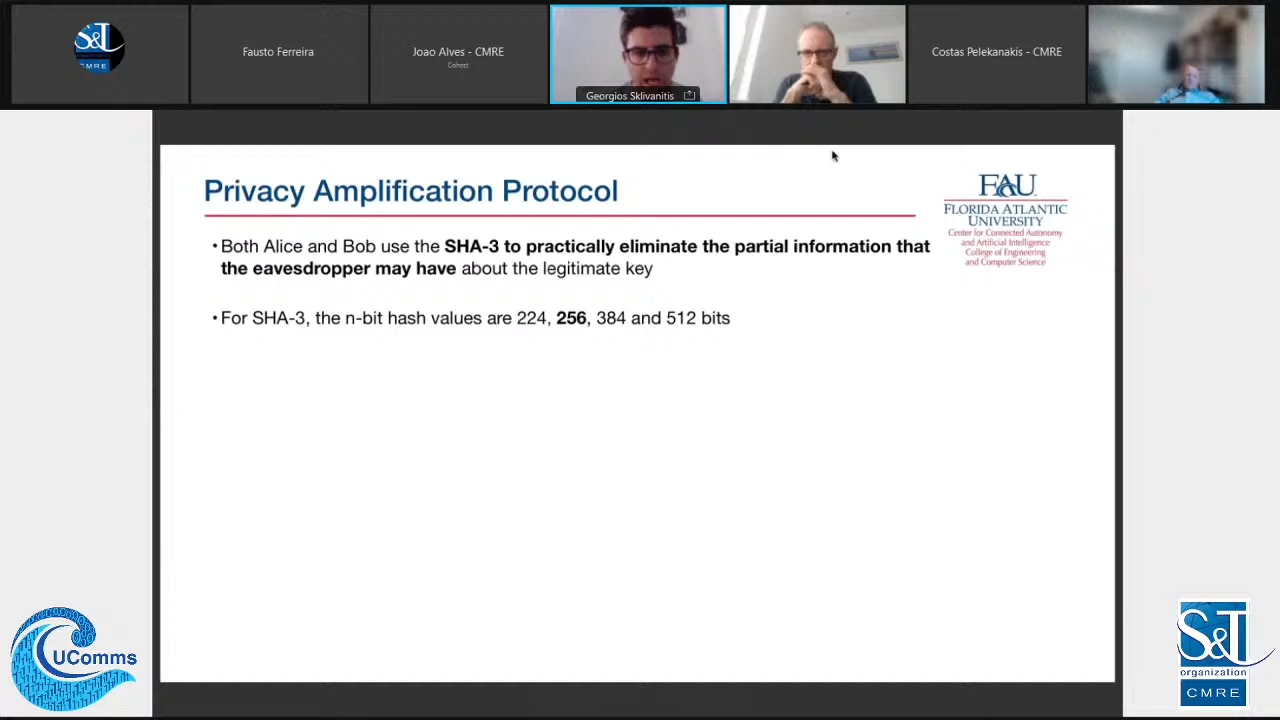 S&T
organization
CMRE
Fausto Ferreira
Joao Alves - CMRE
Cohost
Georgios Sklivanitis
Costas Pelekanakis - CMRE
Privacy Amplification Protocol
FAU
FLORIDA ATLANTIC
UNIVERSITY
Center for Connected Autonomy
and Artificial Intelligence
College of Engineering
and Computer Science
• Both Alice and Bob use the SHA-3 to practically eliminate the partial information that
the eavesdropper may have about the legitimate key
• For SHA-3, the n-bit hash values are 224, 256, 384 and 512 bits
UComms
S&T
organization
CMRE